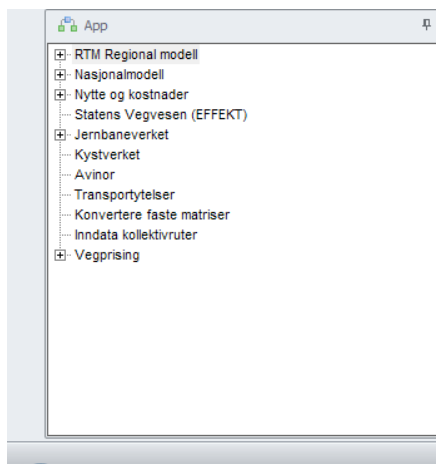 App
RTM Regional modell
Nasjonalmodell
Nytte og kostnader
Statens Vegvesen (EFFEKT)
Jernbaneverket
Kystverket
Avinor
Transportytelser
Konvertere faste matriser
Inndata kollektivruter
Vegprising